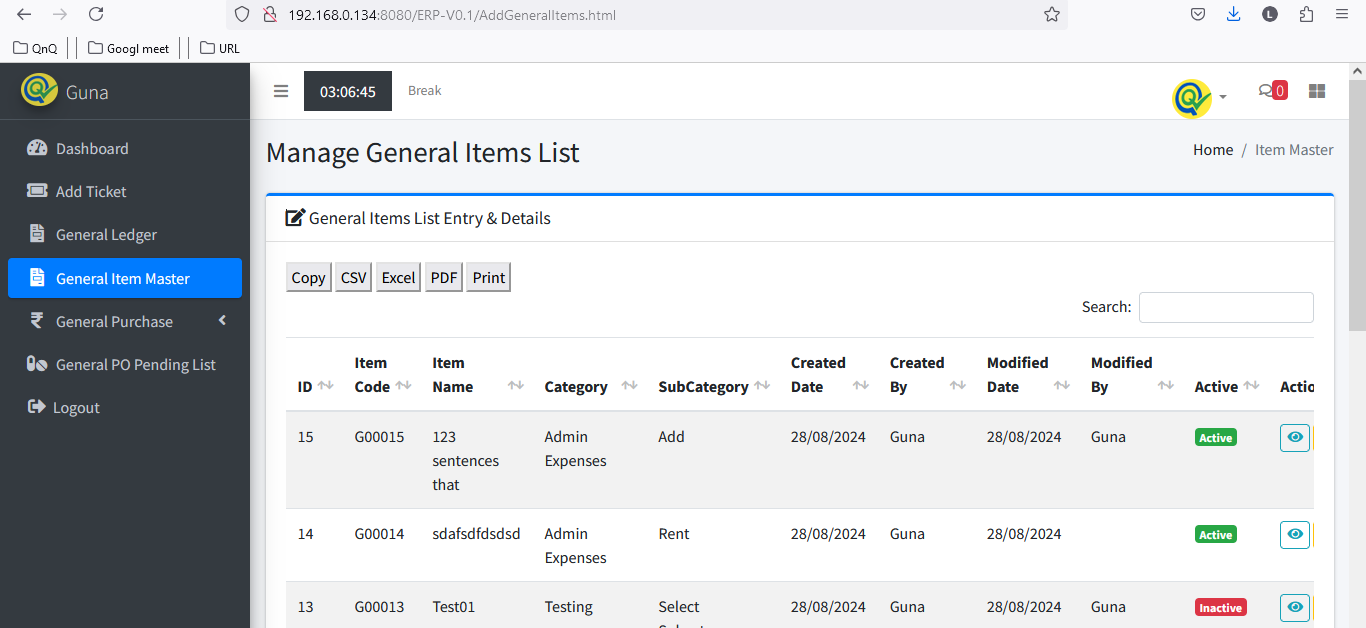 192.168.0.134:8080/ERP-V0.1/AddGeneralItems.html
L
QnQ
Googl meet
URL
Guna
03:06:45
Break
0
Dashboard
Add Ticket
General Ledger
General Item Master
General Purchase
General PO Pending List
Logout
Manage General Items List
Home / Item Master
General Items List Entry & Details
Copy CSV Excel PDF Print
Search:
ID Item Code Item Name Category SubCategory Created Date Created By Modified Date Modified By Active Actio
15 G00015 123 sentences that Admin Expenses Add 28/08/2024 Guna 28/08/2024 Guna Active
14 G00014 sdafsdfdsdsd Admin Expenses Rent 28/08/2024 Guna 28/08/2024 Active
13 G00013 Test01 Testing Select 28/08/2024 Guna 28/08/2024 Guna Inactive